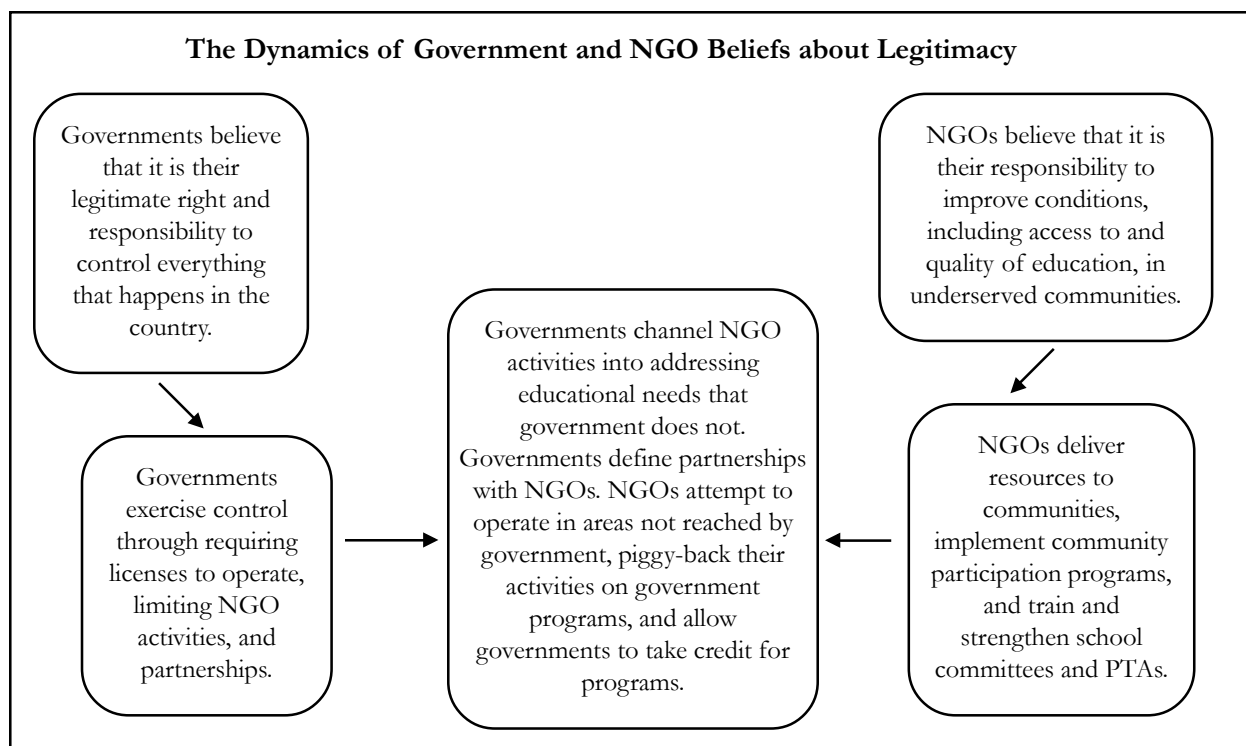 The Dynamics of Government and NGO Beliefs about Legitimacy
Governments believe
that it is their
legitimate right and
responsibility to
control everything
that happens in the
country.
Governments
exercise control
through requiring
licenses to operate,
limiting NGO
activities, and
partnerships.
Governments channel NGO
activities into addressing
educational needs that
government does not.
Governments define partnerships
with NGOs. NGOs attempt to
operate in areas not reached by
government, piggy-back their
activities on government
programs, and allow
governments to take credit for
programs.
NGOs believe that it is
their responsibility to
improve conditions,
including access to and
quality of education, in
underserved communities.
NGOs deliver
resources to
communities,
implement community
participation programs,
and train and
strengthen school
committees and PTAs.